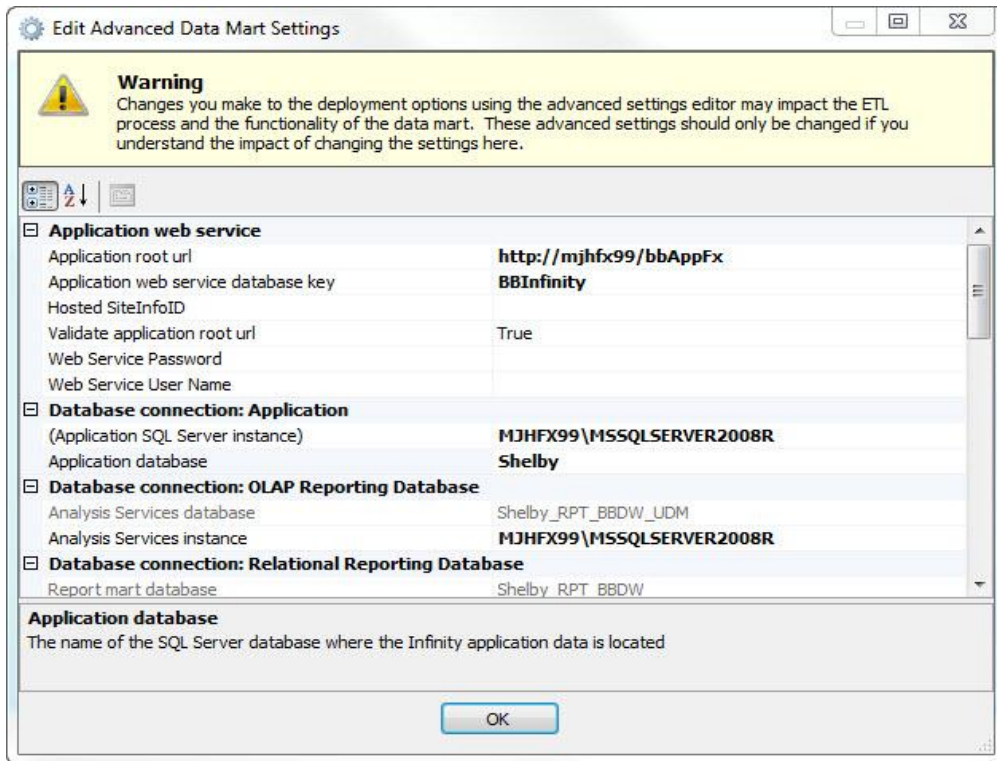 Edit Advanced Data Mart Settings
Warning
Changes you make to the deployment options using the advanced settings editor may impact the ETL
process and the functionality of the data mart. These advanced settings should only be changed if you
understand the impact of changing the settings here.
Application web service
Application root url http://mjhfx99/bbAppFx
Application web service database key BBInfinity
Hosted SiteInfoID
Validate application root url True
Web Service Password
Web Service User Name
Database connection: Application
(Application SQL Server instance) MJHFX99\MSSQLSERVER2008R
Application database Shelby
Database connection: OLAP Reporting Database
Analysis Services database Shelby_RPT_BBDW_UDM
Analysis Services instance MJHFX99\MSSQLSERVER2008R
Database connection: Relational Reporting Database
Report mart database Shelby_RPT_BBDW
Application database
The name of the SQL Server database where the Infinity application data is located
OK